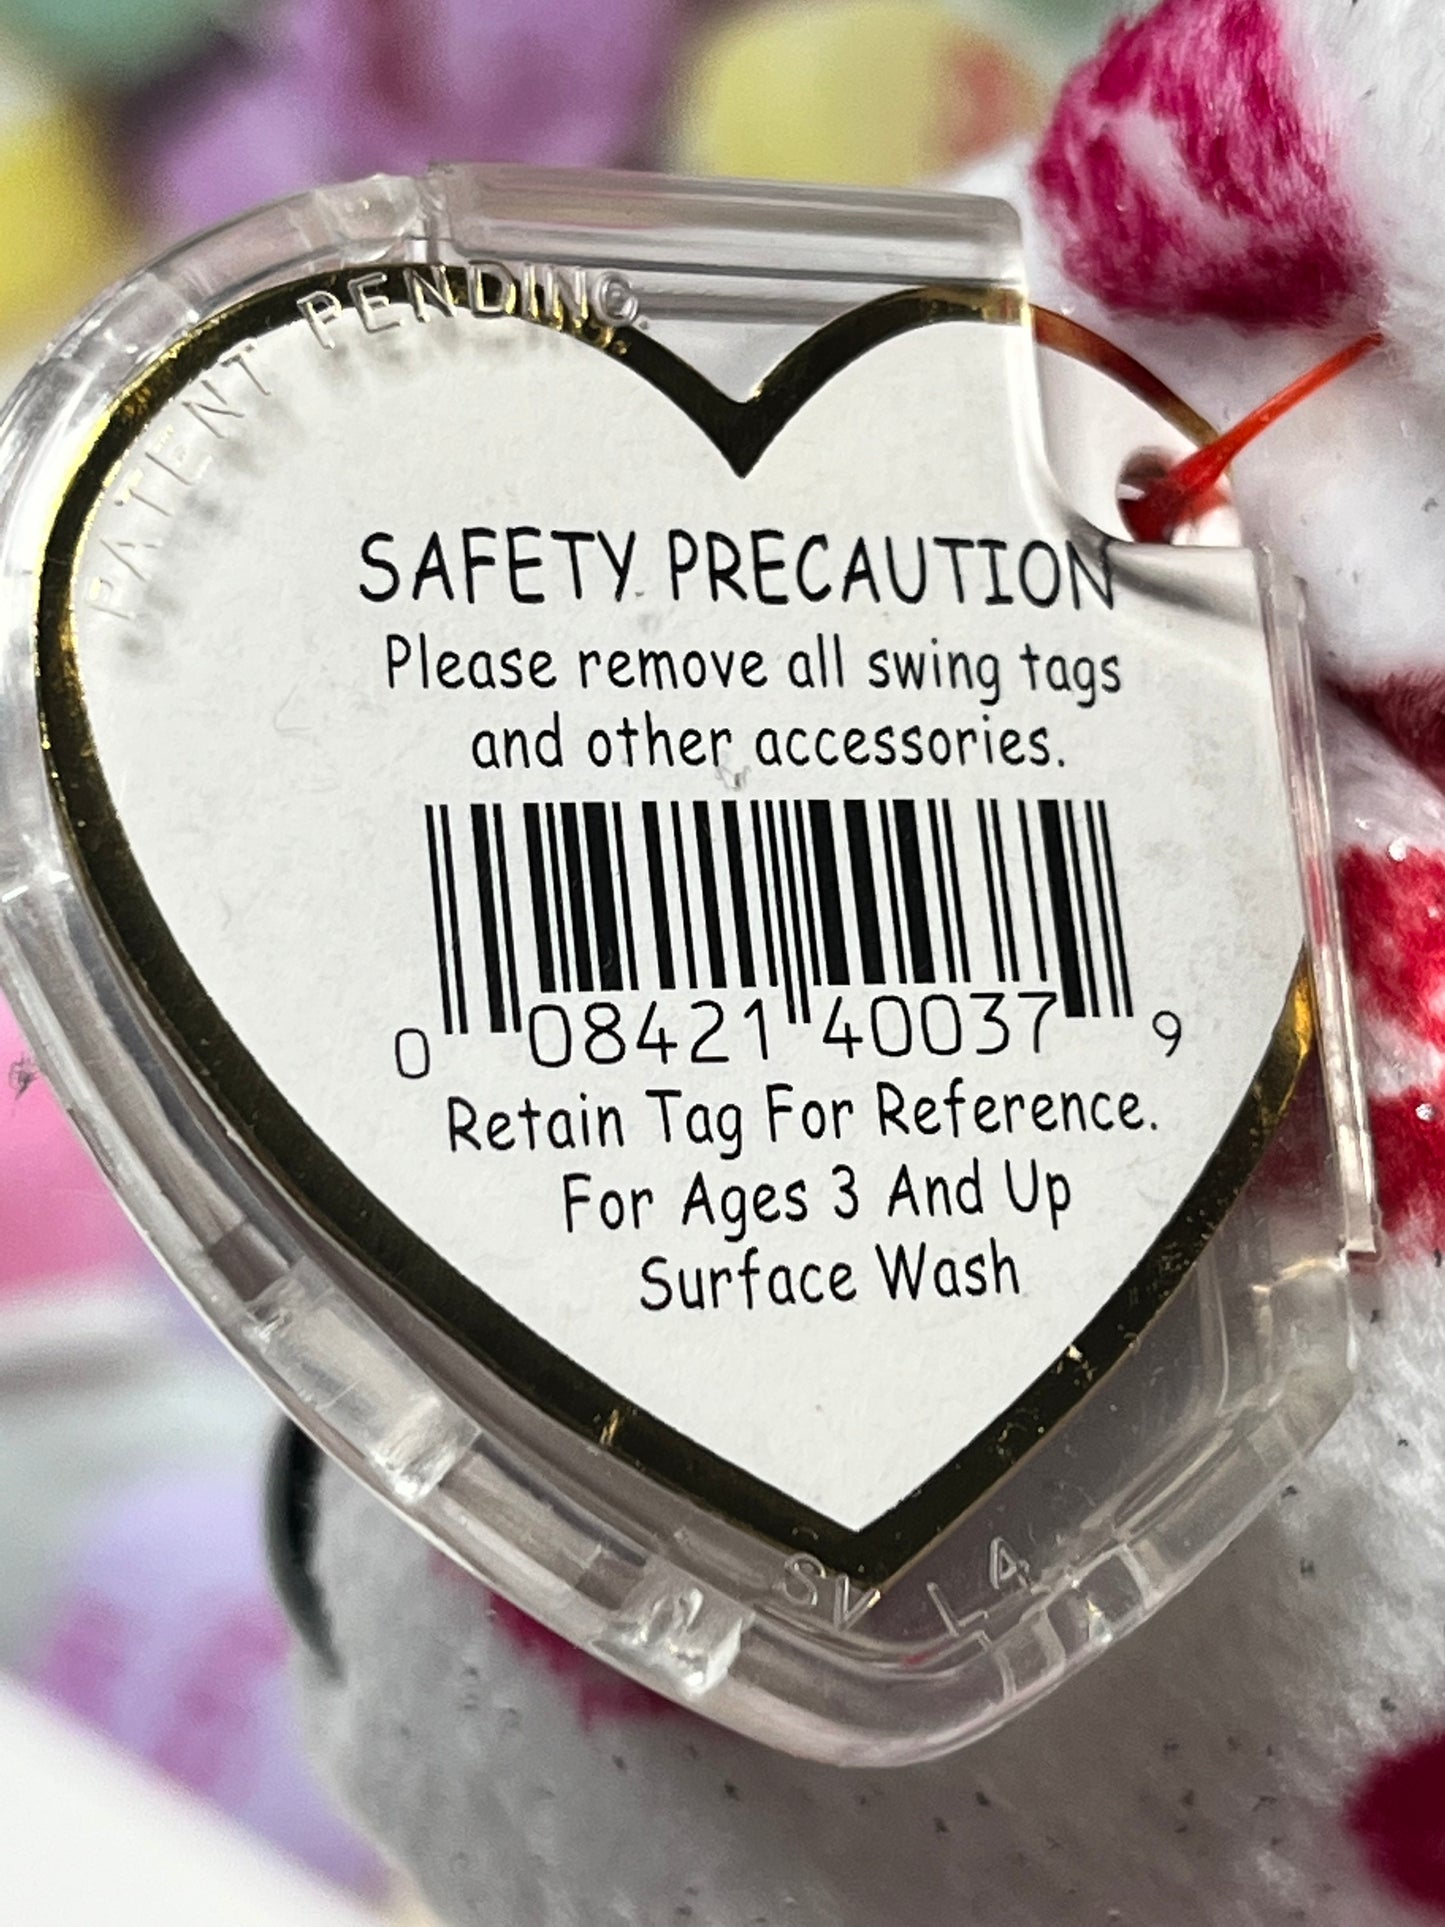 PATENT PENDING.
SAFETY PRECAUTION
Please remove all swing tags
and other accessories.
0 08421 40037 9
Retain Tag For Reference.
For Ages 3 And Up
Surface Wash